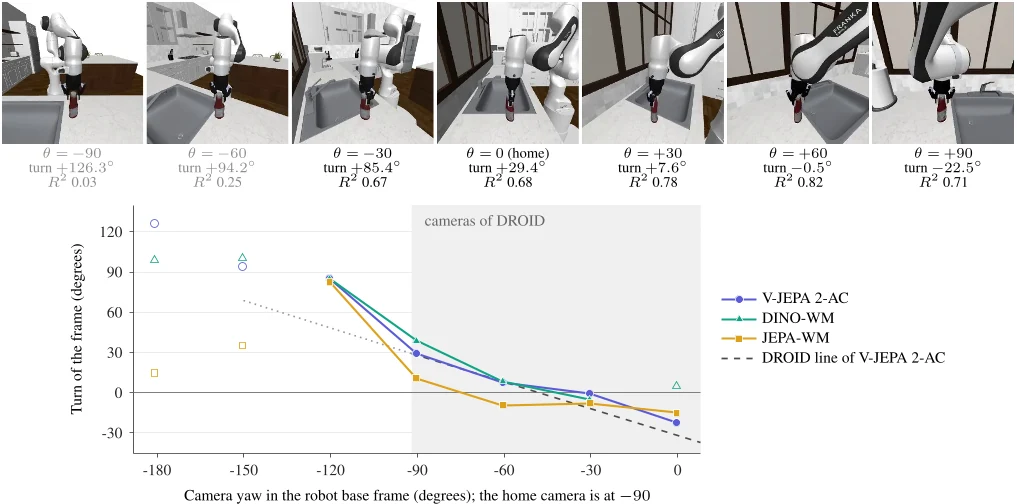 FRANKA
θ = −90
turn +126.3°
R² 0.03
θ = −60
turn +94.2°
R² 0.25
θ = −30
turn +85.4°
R² 0.67
θ = 0 (home)
turn +29.4°
R² 0.68
θ = +30
turn +7.6°
R² 0.78
θ = +60
turn −0.5°
R² 0.82
θ = +90
turn −22.5°
R² 0.71
cameras of DROID
Turn of the frame (degrees)
120
90
60
30
0
-30
-180
-150
-120
-90
-60
-30
0
Camera yaw in the robot base frame (degrees); the home camera is at −90
V-JEPA 2-AC
DINO-WM
JEPA-WM
DROID line of V-JEPA 2-AC